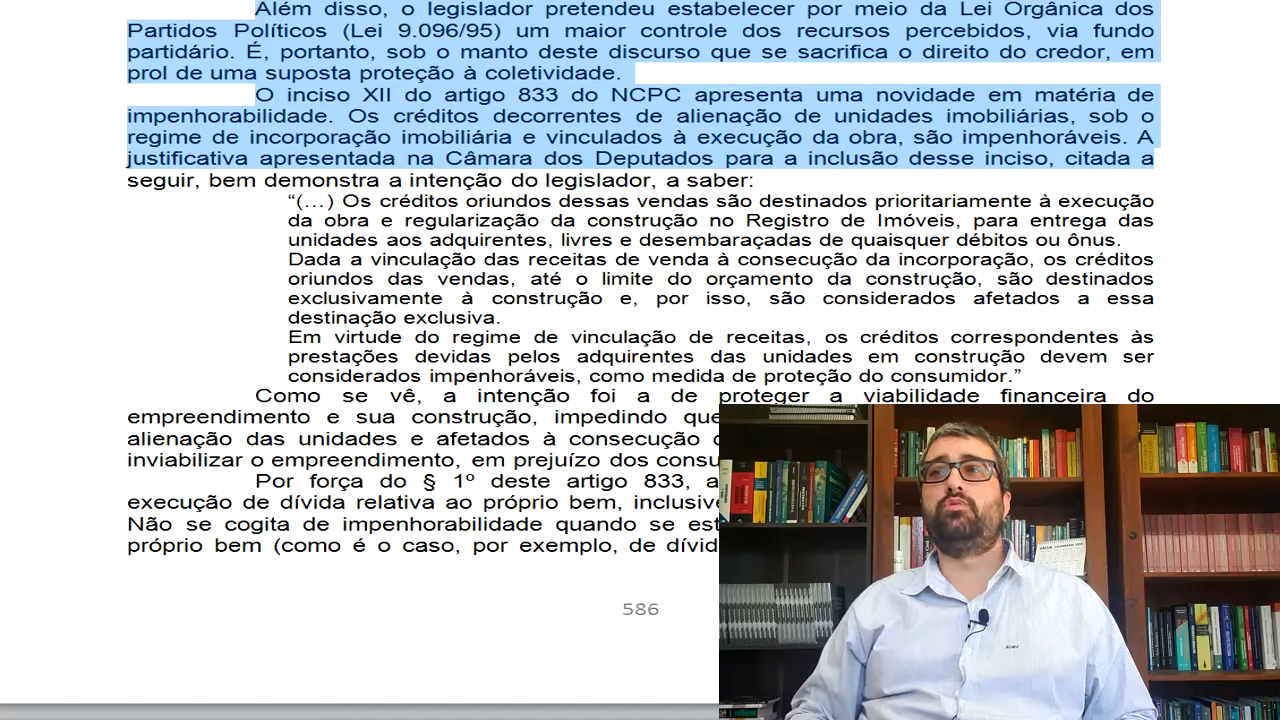 Além disso, o legislador pretendeu estabelecer por meio da Lei Orgânica dos
Partidos Políticos (Lei 9.096/95) um maior controle dos recursos percebidos, via fundo
partidário. É, portanto, sob o manto deste discurso que se sacrifica o direito do credor, em
prol de uma suposta proteção à coletividade.
O inciso XII do artigo 833 do NCPC apresenta uma novidade em matéria de
impenhorabilidade. Os créditos decorrentes de alienação de unidades imobiliárias, sob o
regime de incorporação imobiliária e vinculados à execução da obra, são impenhoráveis. A
justificativa apresentada na Câmara dos Deputados para a inclusão desse inciso, citada a
seguir, bem demonstra a intenção do legislador, a saber:
“(...) Os créditos oriundos dessas vendas são destinados prioritariamente à execução
da obra e regularização da construção no Registro de Imóveis, para entrega das
unidades aos adquirentes, livres e desembaraçadas de quaisquer débitos ou ônus.
Dada a vinculação das receitas de venda à consecução da incorporação, os créditos
oriundos das vendas, até o limite do orçamento da construção, são destinados
exclusivamente à construção e, por isso, são considerados afetados a essa
destinação exclusiva.
Em virtude do regime de vinculação de receitas, os créditos correspondentes às
prestações devidas pelos adquirentes das unidades em construção devem ser
considerados impenhoráveis, como medida de proteção do consumidor.”
Como se vê, a intenção foi a de proteger a viabilidade financeira do
empreendimento e sua construção, impedindo que
alienação das unidades e afetados à consecução
inviabilizar o empreendimento, em prejuízo dos
Por força do § 1º deste artigo 833,
execução de dívida relativa ao próprio bem,
Não se cogita de impenhorabilidade quando se
próprio bem (como é o caso, por exemplo, de
586